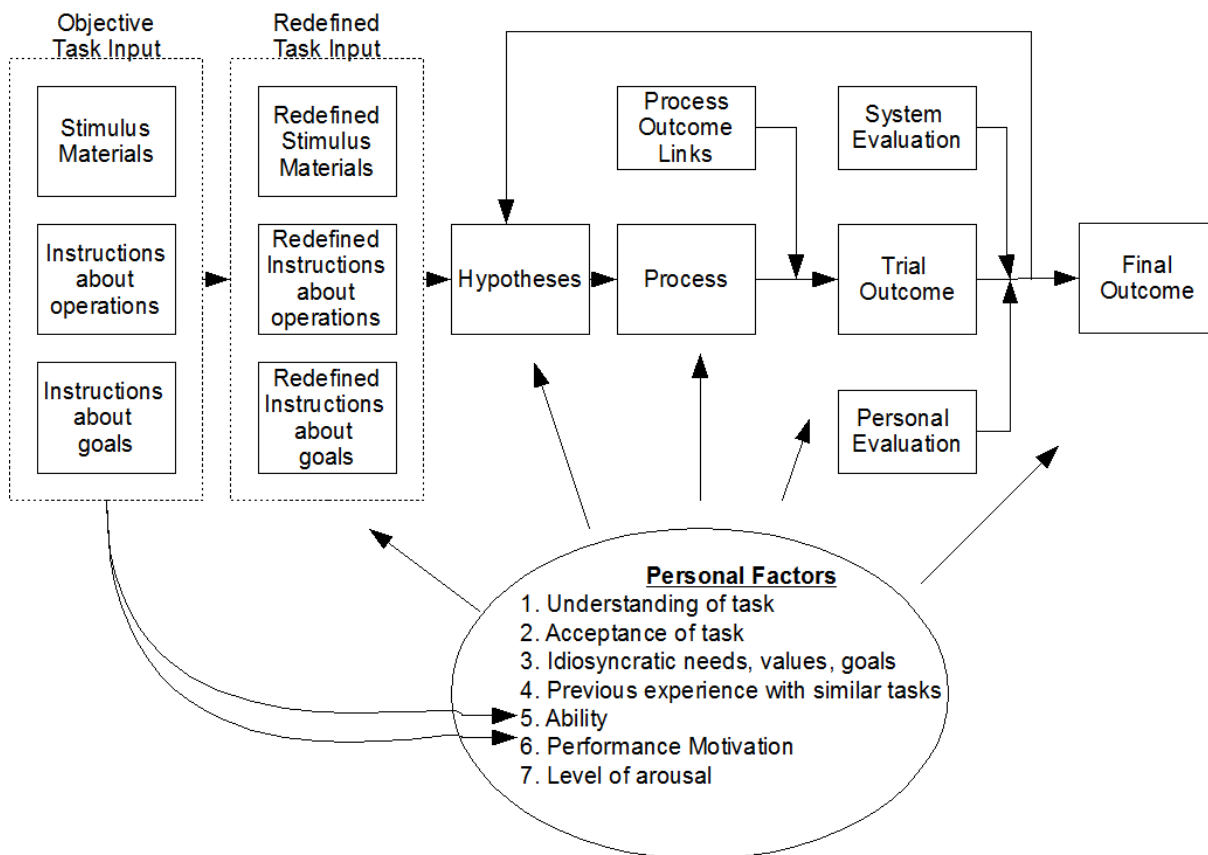 Objective
Task Input
Stimulus
Materials
Instructions
about
operations
Instructions
about
goals
Redefined
Task Input
Redefined
Stimulus
Materials
Redefined
Instructions
about
operations
Redefined
Instructions
about
goals
Hypotheses
Process
Outcome
Links
Process
System
Evaluation
Trial
Outcome
Personal
Evaluation
Final
Outcome
Personal Factors
1. Understanding of task
2. Acceptance of task
3. Idiosyncratic needs, values, goals
4. Previous experience with similar tasks
5. Ability
6. Performance Motivation
7. Level of arousal